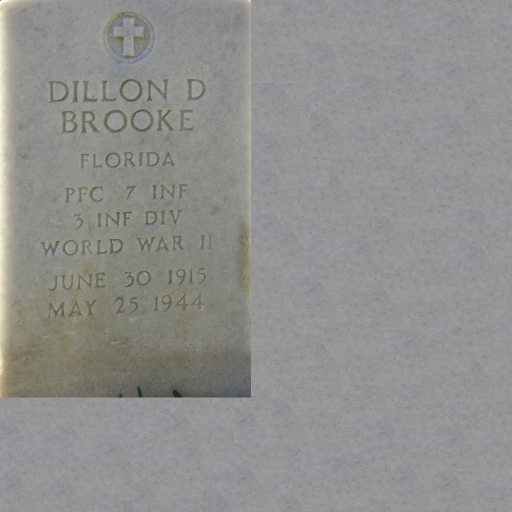 DILLON D
BROOKE
FLORIDA
PFC 7 INF
3 INF DIV
WORLD WAR II
JUNE 30 1915
MAY 25 1944